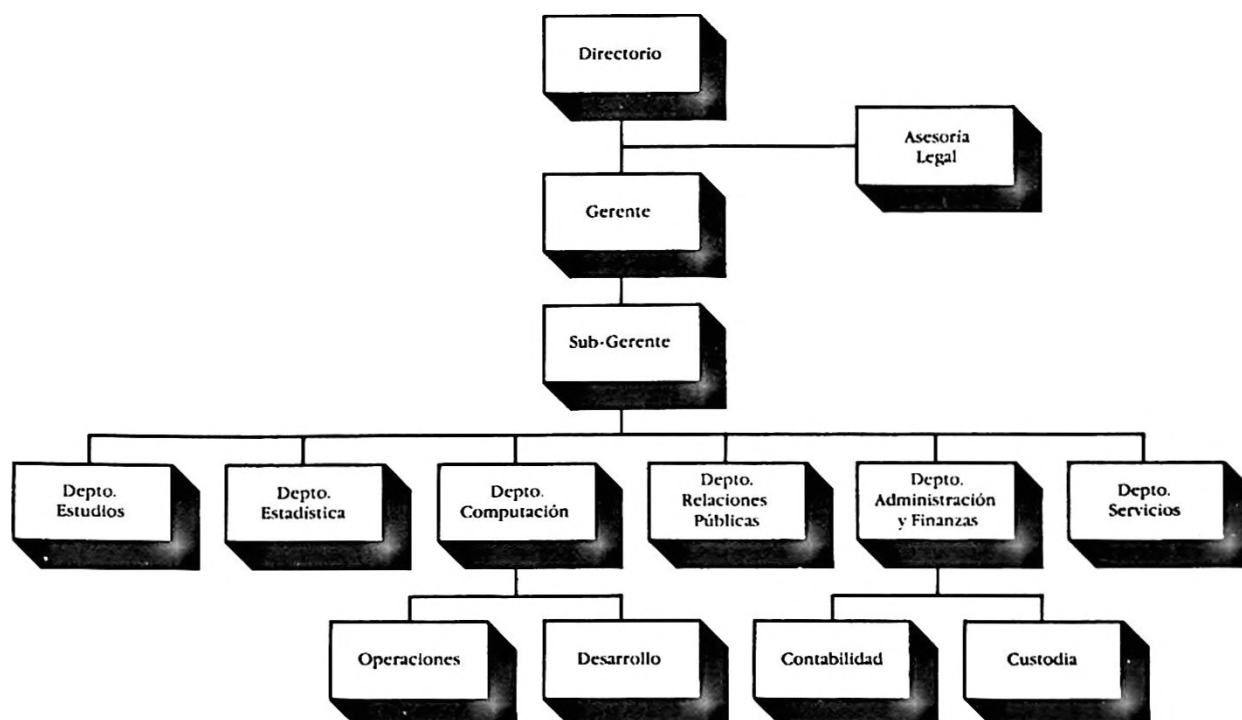 Directorio
Asesoría
Legal
Gerente
Sub-Gerente
Depto.
Estudios
Depto.
Estadística
Depto.
Computación
Depto.
Relaciones
Públicas
Depto.
Administración
y Finanzas
Depto.
Servicios
Operaciones
Desarrollo
Contabilidad
Custodia